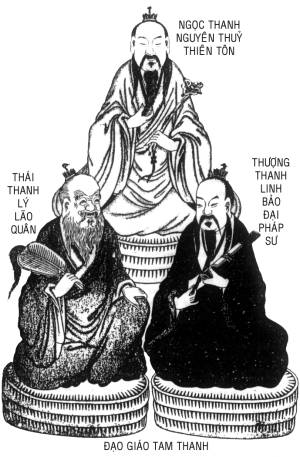 NGỌC THANH
NGUYÊN THUỶ
THIÊN TÔN
THÁI
THANH
LÝ
LÃO
QUÂN
THƯỢNG
THANH
LINH
BẢO
ĐẠI
PHÁP
SƯ
ĐẠO GIÁO TAM THANH